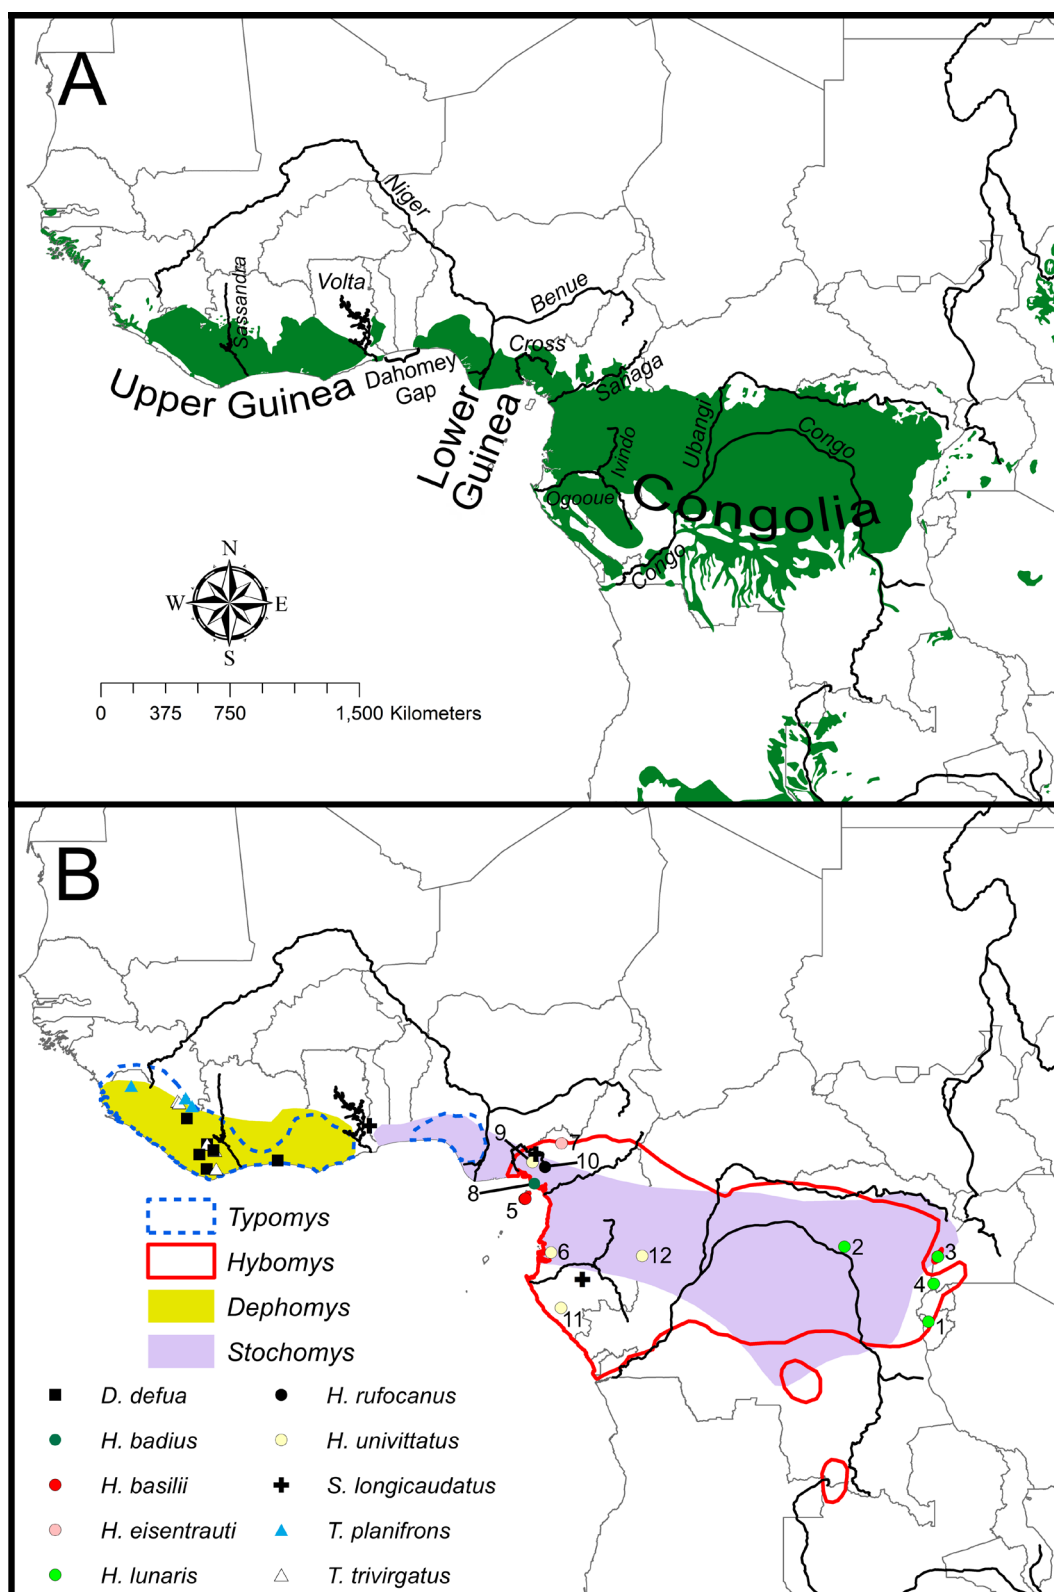 A
Niger
Sassandra
Volta
Benue
Cross
Dahomey
Gap
Sanaga
Upper Guinea
Lower
Guinea
Ubangi
Congo
Ivindo
Ogooue
Congolia
Congo
N
W
E
S
0
375
750
1,500 Kilometers
B
9
7
10
8
5
6
12
2
3
4
11
1
Typomys
Hybomys
Dephomys
Stochomys
D. defua
H. rufocanus
H. badius
H. univittatus
H. basilii
S. longicaudatus
H. eisentrauti
T. planifrons
H. lunaris
T. trivirgatus